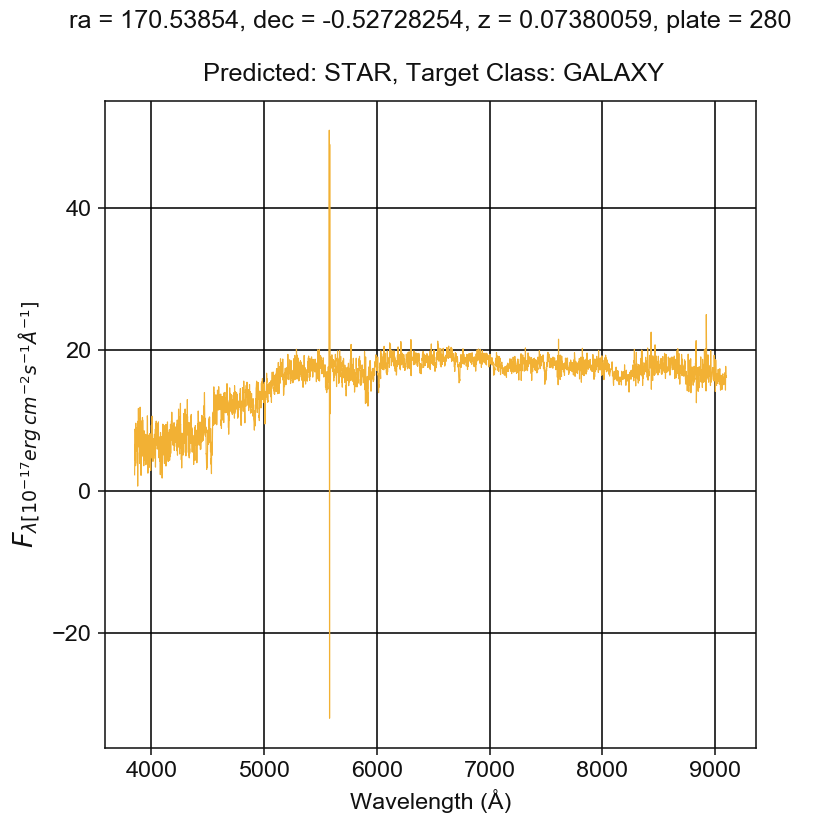 ra = 170.53854, dec = -0.52728254, z = 0.07380059, plate = 280
Predicted: STAR, Target Class: GALAXY
40
20
0
−20
F_{λ[10^{−17} erg cm^{−2}s^{−1}Å^{−1}]}
4000 5000 6000 7000 8000 9000
Wavelength (Å)